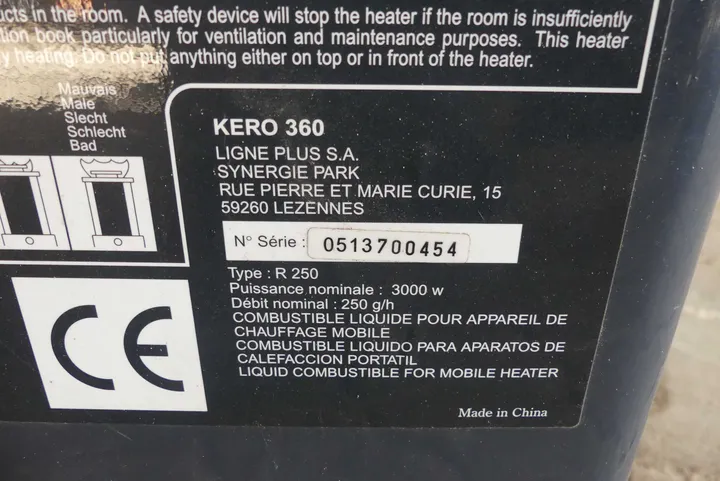 cts in the room. A safety device will stop the heater if the room is insufficiently
tion book particularly for ventilation and maintenance purposes. This heater
y heating. Do not put anything either on top or in front of the heater.
Mauvais
Male
Slecht
Schlecht
Bad
KERO 360
LIGNE PLUS S.A.
SYNERGIE PARK
RUE PIERRE ET MARIE CURIE, 15
59260 LEZENNES
N° Série : 0513700454
Type : R 250
Puissance nominale : 3000 w
Débit nominal : 250 g/h
COMBUSTIBLE LIQUIDE POUR APPAREIL DE
CHAUFFAGE MOBILE
COMBUSTIBLE LIQUIDO PARA APARATOS DE
CALEFACCION PORTATIL
LIQUID COMBUSTIBLE FOR MOBILE HEATER
CE
Made in China